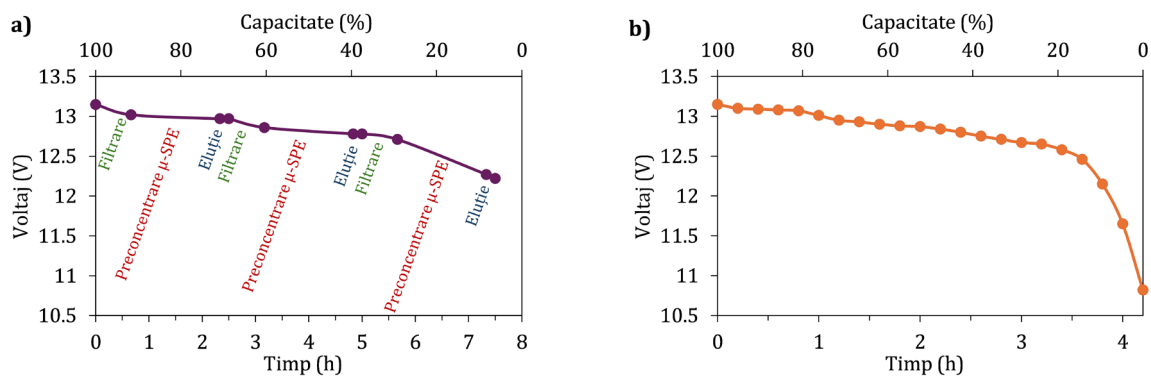 a)
Capacitate (%)
100 80 60 40 20 0
13.5
13
12.5
12
11.5
11
10.5
Voltaj (V)
Filtrare
Preconcentrare μ-SPE
Eluție
Filtrare
Preconcentrare μ-SPE
Eluție
Filtrare
Preconcentrare μ-SPE
Eluție
0 1 2 3 4 5 6 7 8
Timp (h)
b)
Capacitate (%)
100 80 60 40 20 0
13.5
13
12.5
12
11.5
11
10.5
Voltaj (V)
0 1 2 3 4
Timp (h)